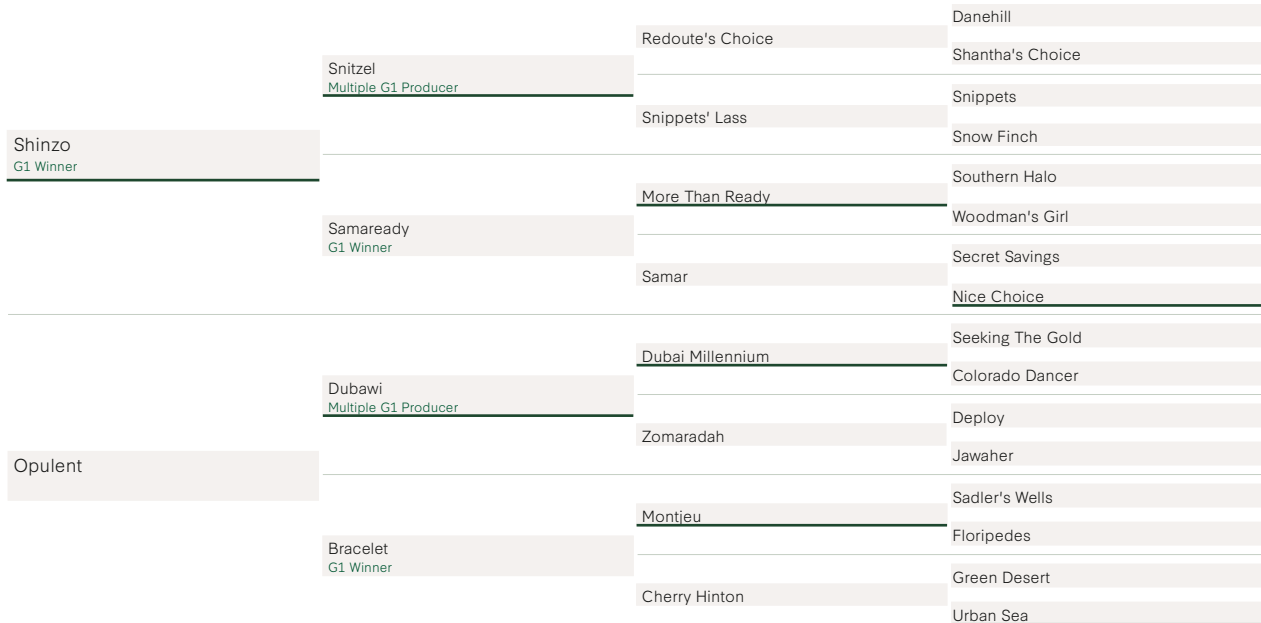 Shinzo
G1 Winner
Opulent
Snitzel
Multiple G1 Producer
Samaready
G1 Winner
Dubawi
Multiple G1 Producer
Bracelet
G1 Winner
Redoute's Choice
Snippets' Lass
More Than Ready
Samar
Dubai Millennium
Zomaradah
Montjeu
Cherry Hinton
Danehill
Shantha's Choice
Snippets
Snow Finch
Southern Halo
Woodman's Girl
Secret Savings
Nice Choice
Seeking The Gold
Colorado Dancer
Deploy
Jawaher
Sadler's Wells
Floripedes
Green Desert
Urban Sea